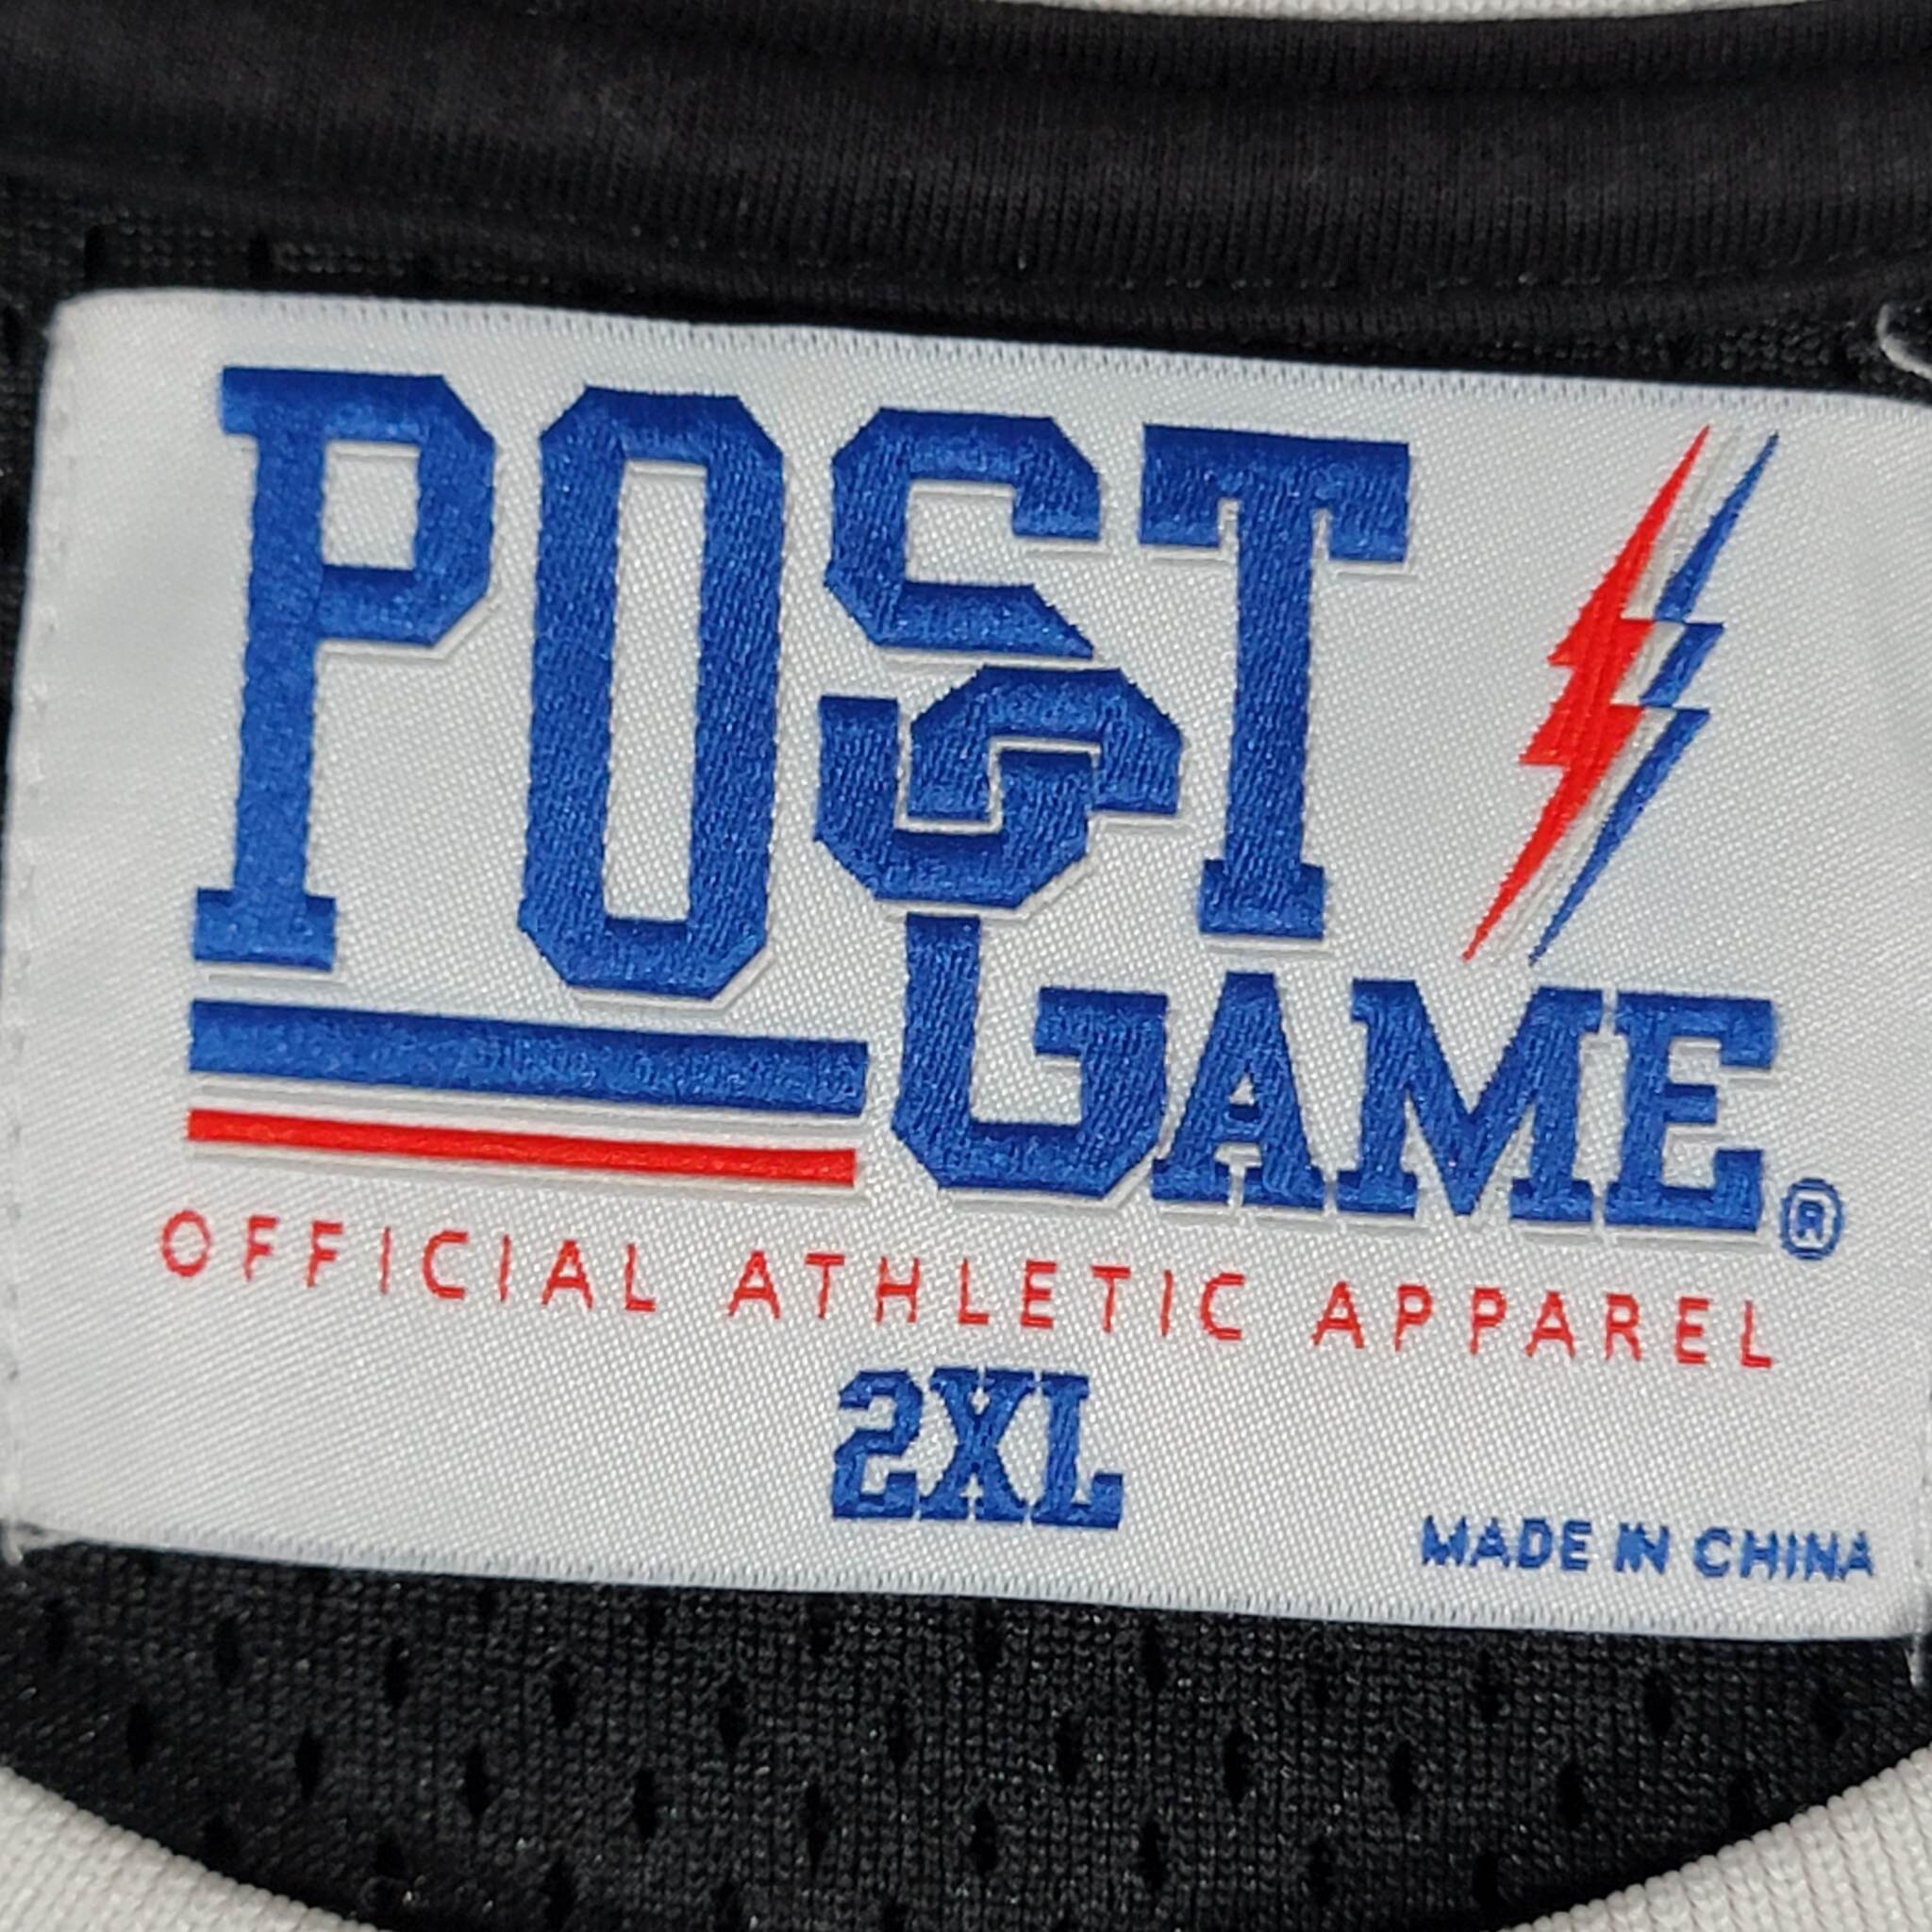 POST
GAME®
OFFICIAL ATHLETIC APPAREL
2XL
MADE IN CHINA